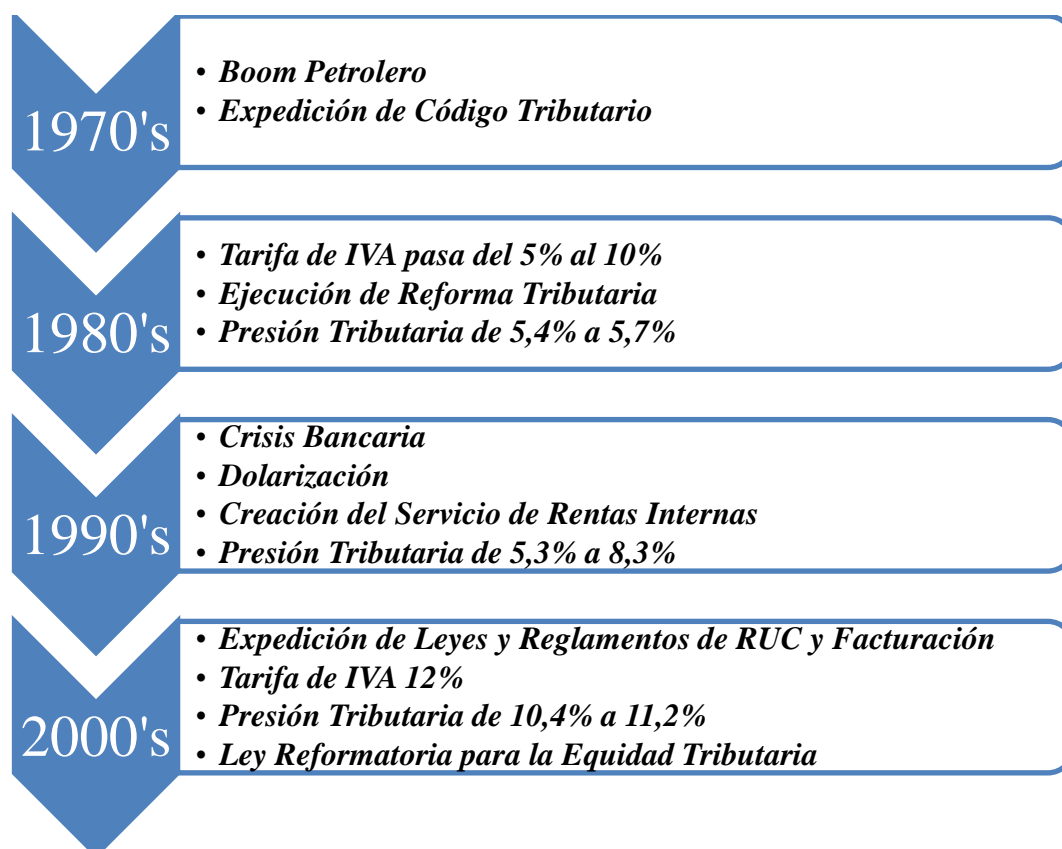 1970's
• Boom Petrolero
• Expedición de Código Tributario
1980's
• Tarifa de IVA pasa del 5% al 10%
• Ejecución de Reforma Tributaria
• Presión Tributaria de 5,4% a 5,7%
1990's
• Crisis Bancaria
• Dolarización
• Creación del Servicio de Rentas Internas
• Presión Tributaria de 5,3% a 8,3%
2000's
• Expedición de Leyes y Reglamentos de RUC y Facturación
• Tarifa de IVA 12%
• Presión Tributaria de 10,4% a 11,2%
• Ley Reformatoria para la Equidad Tributaria